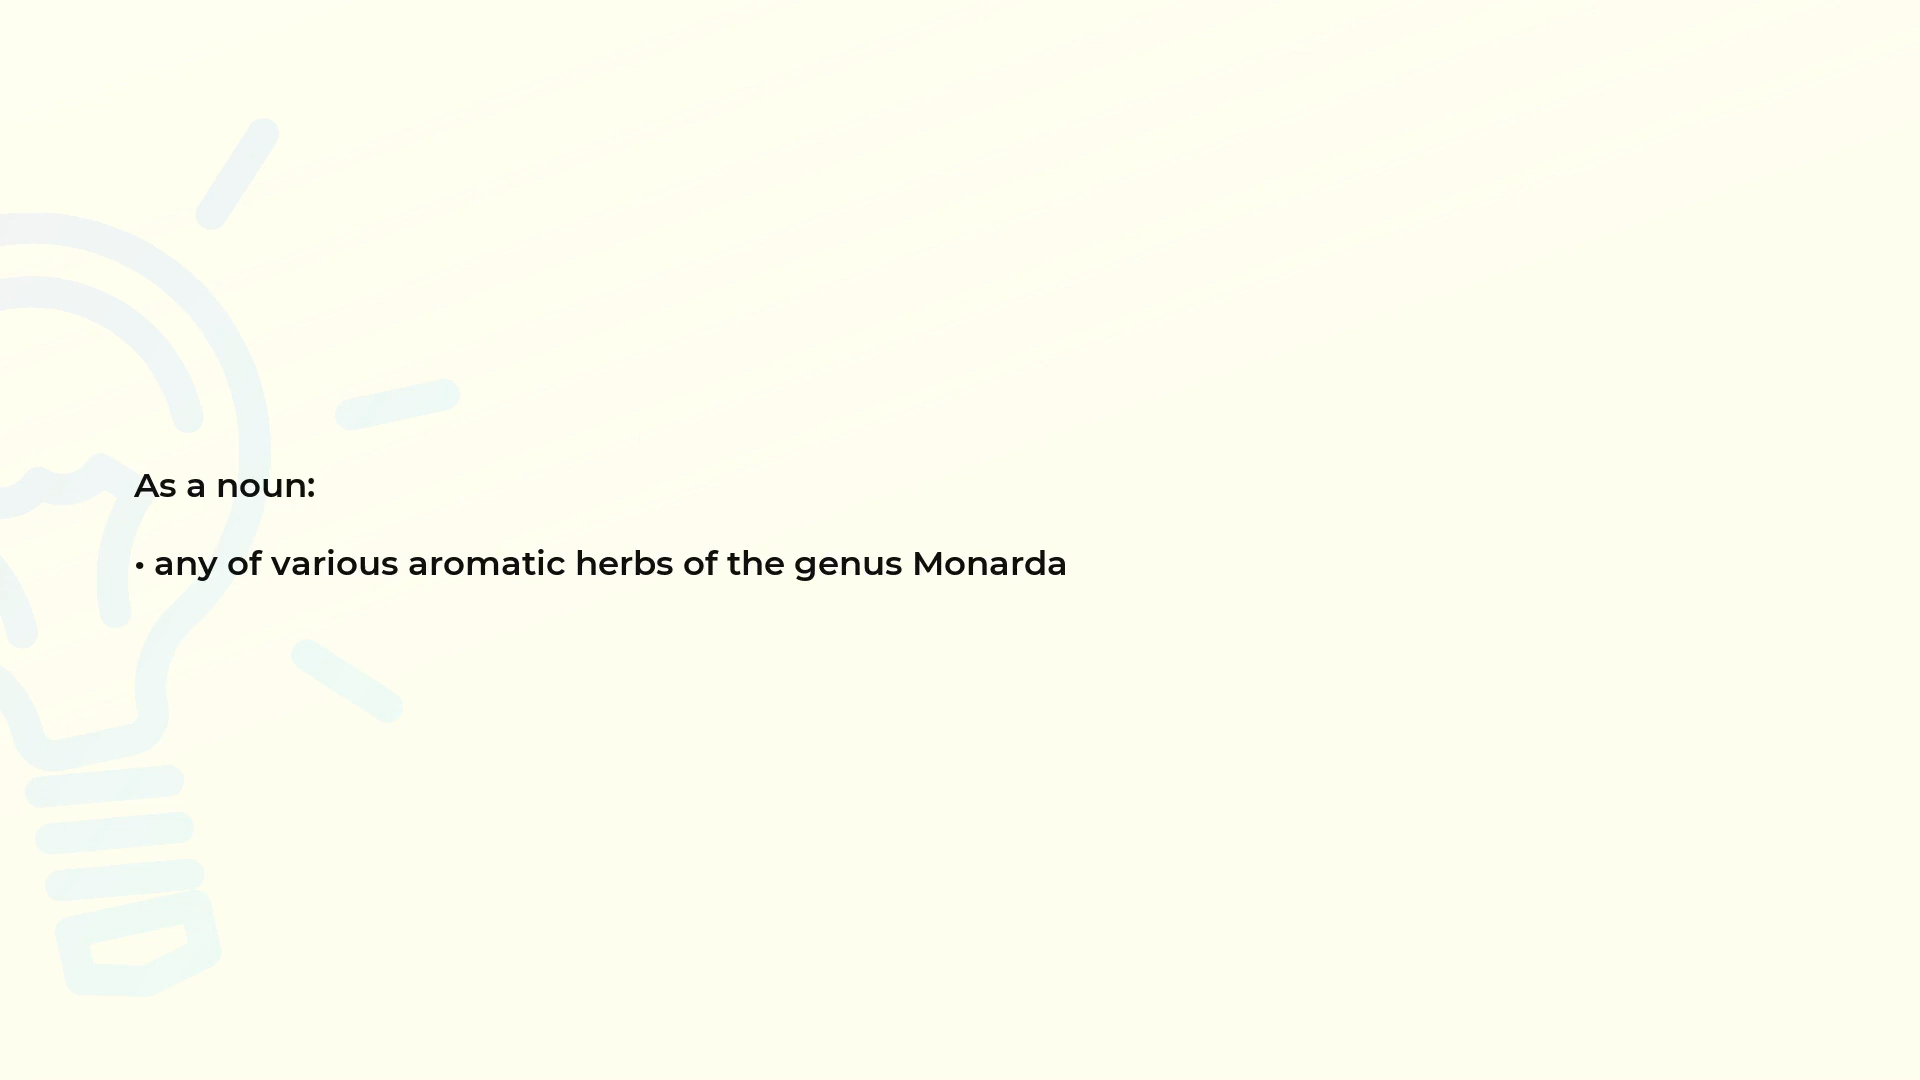 As a noun:
• any of various aromatic herbs of the genus Monarda